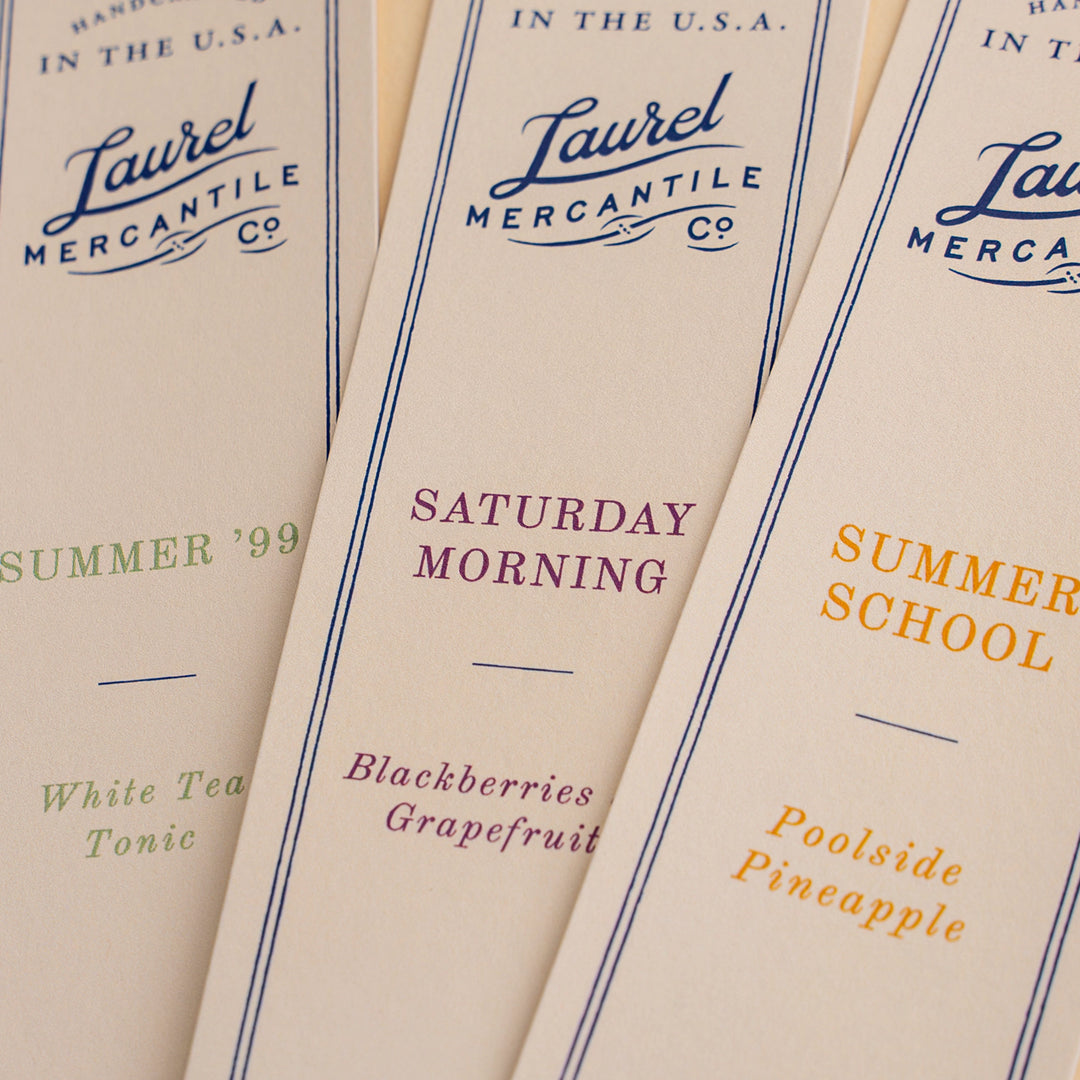 IN THE U.S.A.
Laurel
MERCANTILE
Co
SUMMER '99
White Tea
Tonic
IN THE U.S.A.
Laurel
MERCANTILE
Co
SATURDAY
MORNING
Blackberries
Grapefruit
IN
SUMMER
SCHOOL
Poolside
Pineapple